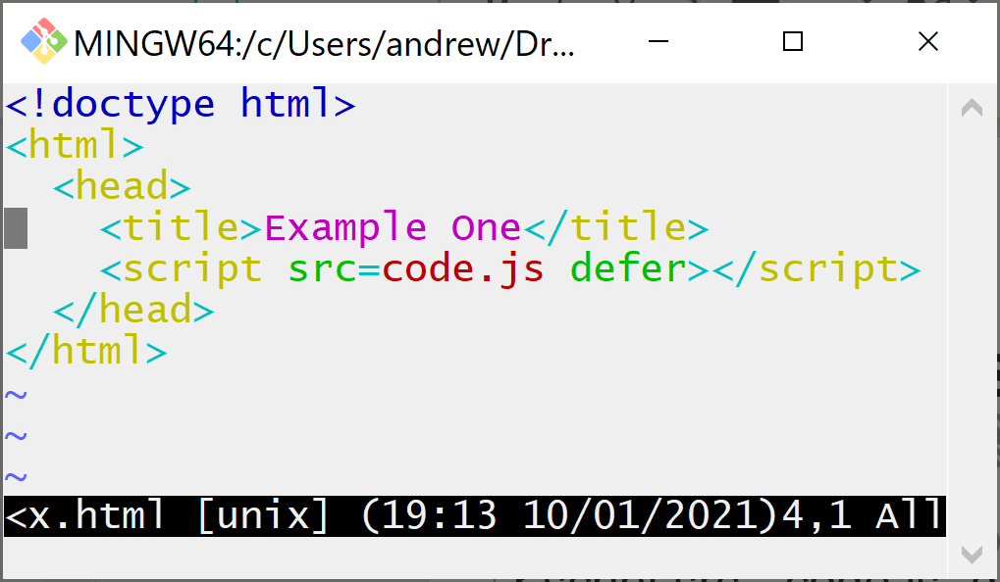 MINGW64:/c/Users/andrew/Dr...
<!doctype html>
<html>
  <head>
    <title>Example One</title>
    <script src=code.js defer></script>
  </head>
</html>
~
~
~
<x.html [unix] (19:13 10/01/2021)4,1 All